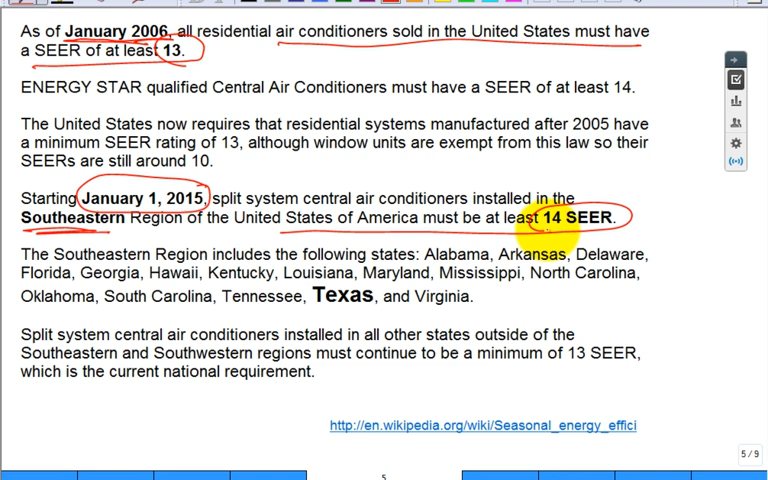 As of January 2006, all residential air conditioners sold in the United States must have
a SEER of at least 13.
ENERGY STAR qualified Central Air Conditioners must have a SEER of at least 14.
The United States now requires that residential systems manufactured after 2005 have
a minimum SEER rating of 13, although window units are exempt from this law so their
SEERs are still around 10.
Starting January 1, 2015, split system central air conditioners installed in the
Southeastern Region of the United States of America must be at least 14 SEER.
The Southeastern Region includes the following states: Alabama, Arkansas, Delaware,
Florida, Georgia, Hawaii, Kentucky, Louisiana, Maryland, Mississippi, North Carolina,
Oklahoma, South Carolina, Tennessee, Texas, and Virginia.
Split system central air conditioners installed in all other states outside of the
Southeastern and Southwestern regions must continue to be a minimum of 13 SEER,
which is the current national requirement.
http://en.wikipedia.org/wiki/Seasonal_energy_effici
5 / 9
5